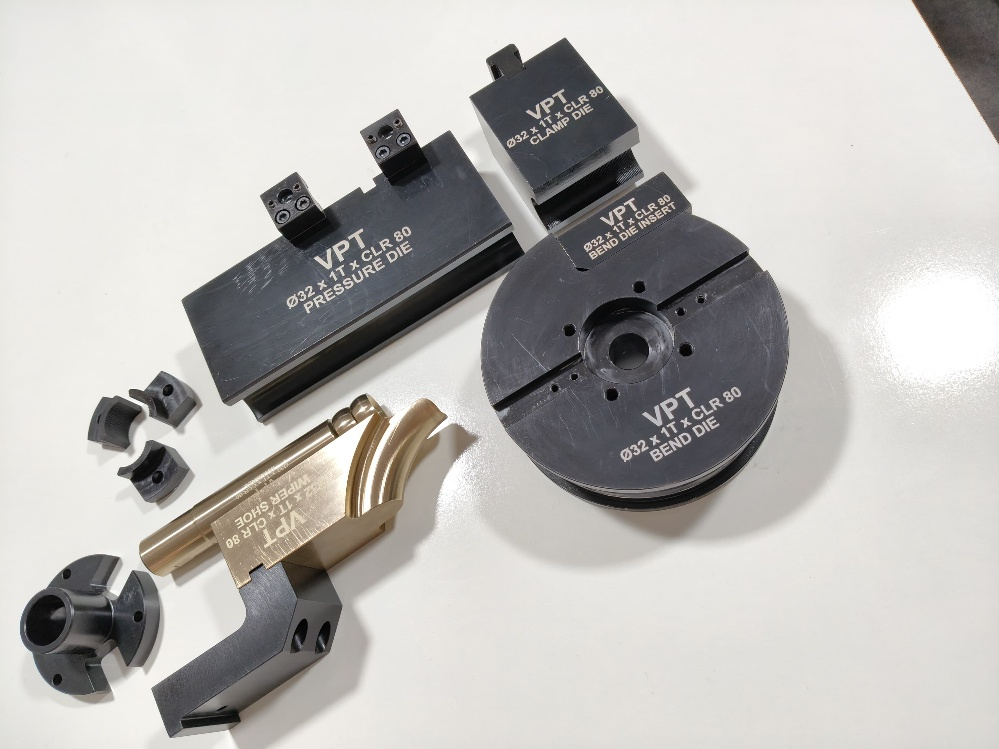 VPT
Ø32 x 1T x CLR 80
CLAMP DIE
VPT
Ø32 x 1T x CLR 80
BEND DIE INSERT
VPT
Ø32 x 1T x CLR 80
PRESSURE DIE
VPT
Ø32 x 1T x CLR 80
BEND DIE
VPT
Ø32 x 1T x CLR 80
WIPER SHOE